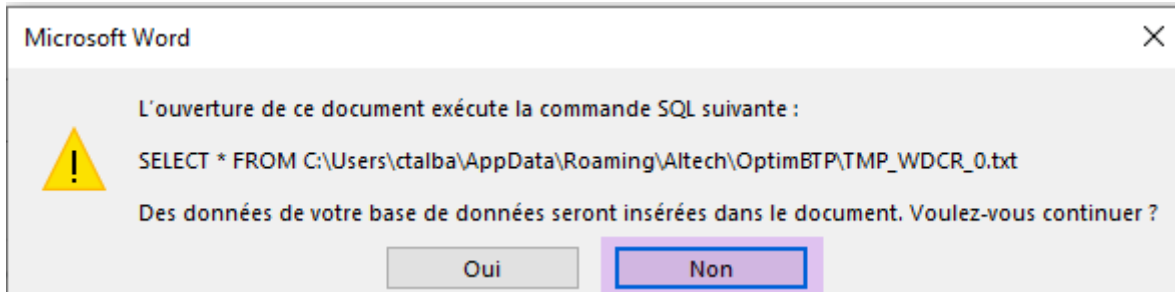 Microsoft Word
L'ouverture de ce document exécute la commande SQL suivante :
SELECT * FROM C:\Users\ctalba\AppData\Roaming\Altech\OptimBTP\TMP_WDCR_0.txt
Des données de votre base de données seront insérées dans le document. Voulez-vous continuer ?
Oui Non